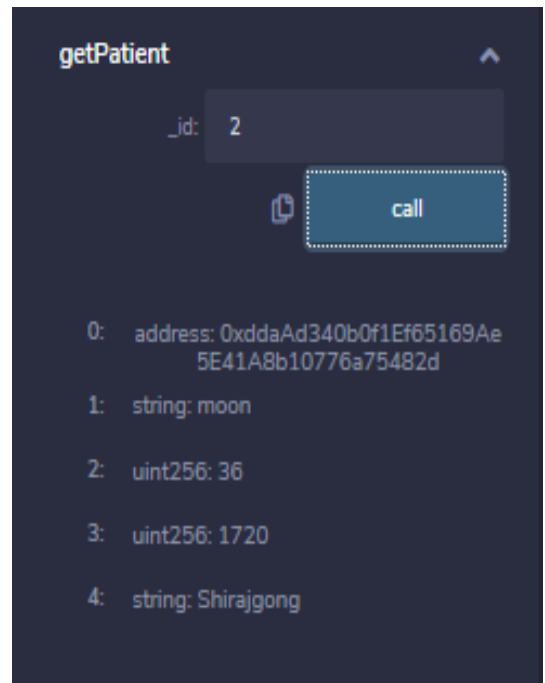 getPatient
_id: 2
call
0: address: 0xddaAd340b0f1Ef65169Ae
5E41A8b10776a75482d
1: string: moon
2: uint256: 36
3: uint256: 1720
4: string: Shirajgong